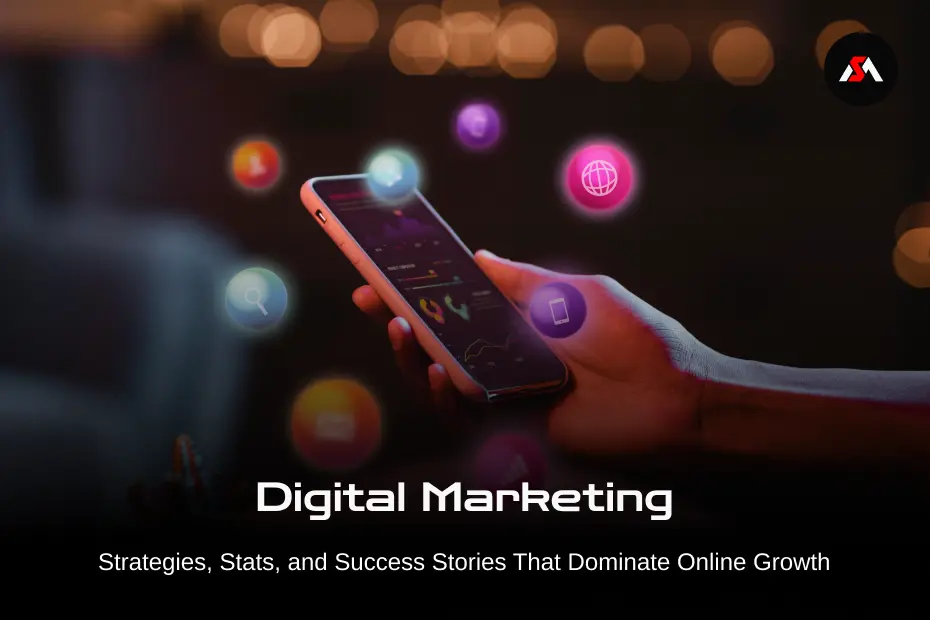 Digital Marketing
Strategies, Stats, and Success Stories That Dominate Online Growth